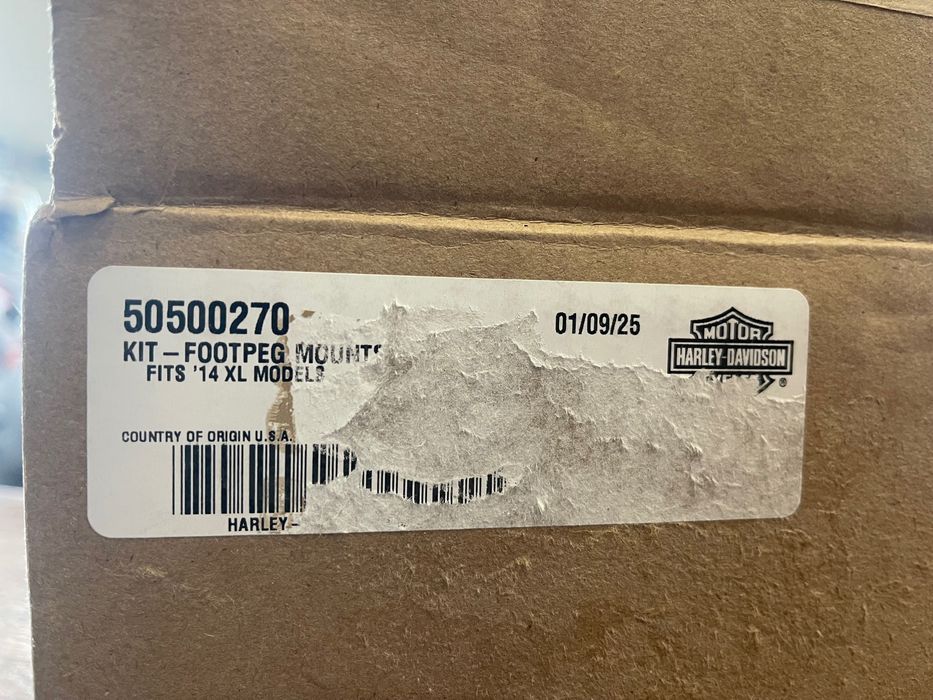 50500270
01/09/25
KIT – FOOTPEG MOUNTS
FITS '14 XL MODELS
MOTOR
HARLEY-DAVIDSON
®
COUNTRY OF ORIGIN U.S.A.
HARLEY-